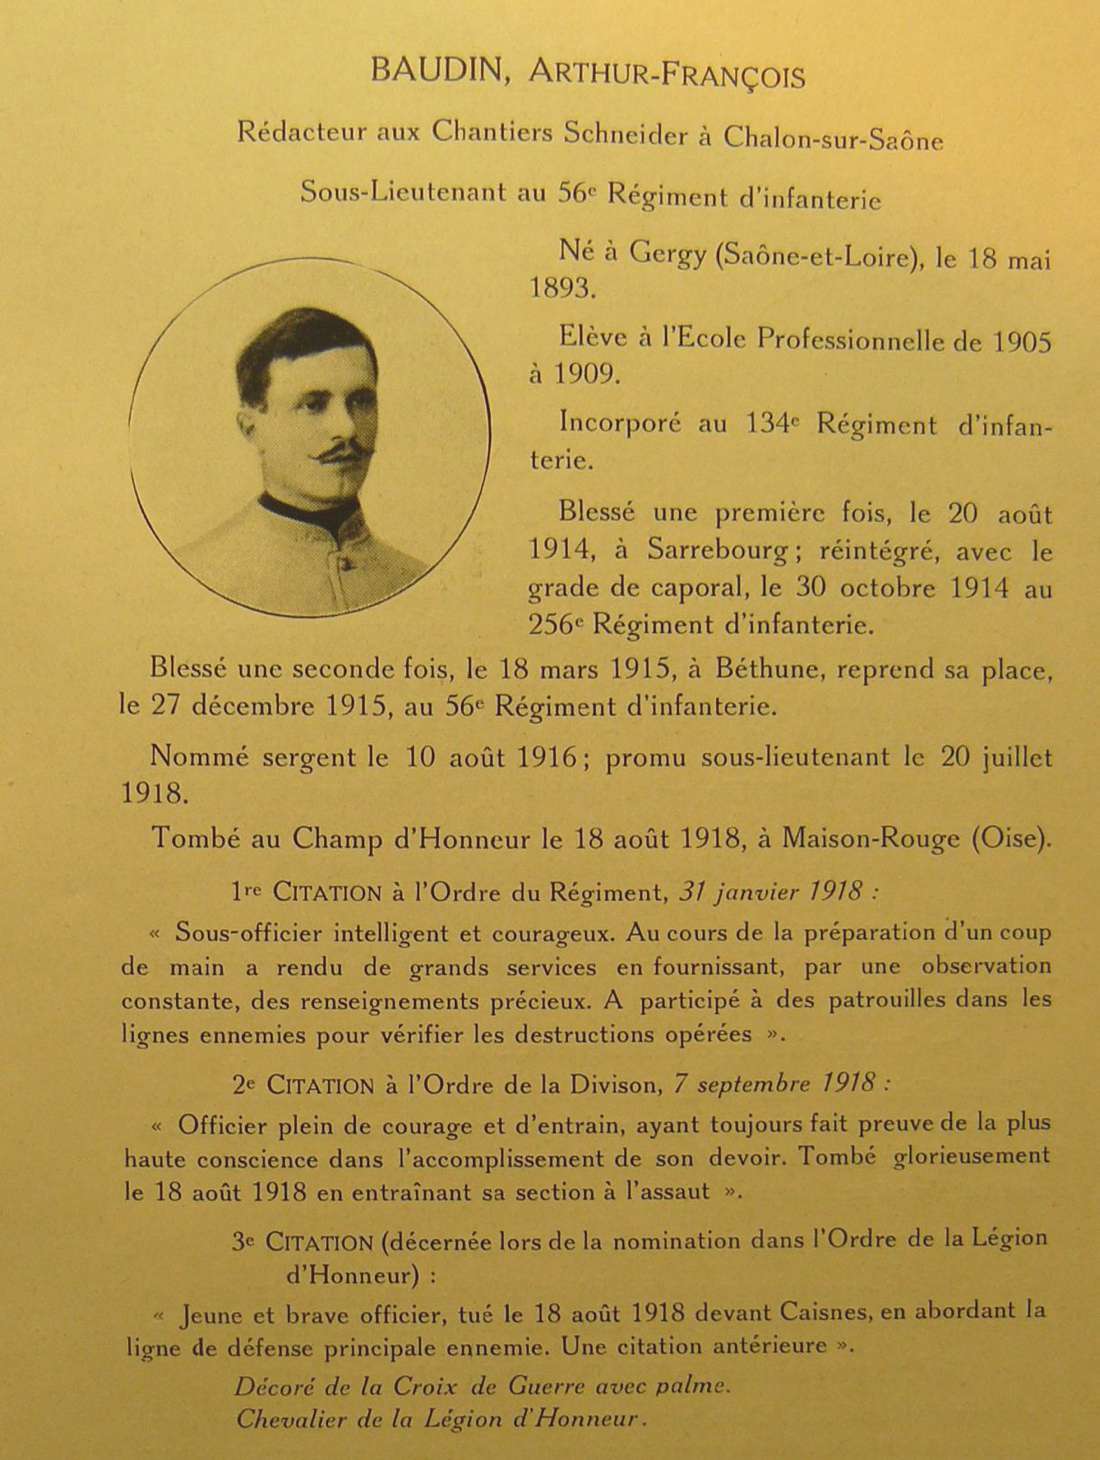 BAUDIN, ARTHUR-FRANÇOIS
Rédacteur aux Chantiers Schneider à Chalon-sur-Saône
Sous-Lieutenant au 56e Régiment d'infanterie
Né à Gergy (Saône-et-Loire), le 18 mai
1893.
Elève à l'Ecole Professionnelle de 1905
à 1909.
Incorporé au 134e Régiment d'infan-
terie.
Blessé une première fois, le 20 août
1914, à Sarrebourg ; réintégré, avec le
grade de caporal, le 30 octobre 1914 au
256e Régiment d'infanterie.
Blessé une seconde fois, le 18 mars 1915, à Béthune, reprend sa place,
le 27 décembre 1915, au 56e Régiment d'infanterie.
Nommé sergent le 10 août 1916 ; promu sous-lieutenant le 20 juillet
1918.
Tombé au Champ d'Honneur le 18 août 1918, à Maison-Rouge (Oise).
1re CITATION à l'Ordre du Régiment, 31 janvier 1918 :
« Sous-officier intelligent et courageux. Au cours de la préparation d'un coup
de main a rendu de grands services en fournissant, par une observation
constante, des renseignements précieux. A participé à des patrouilles dans les
lignes ennemies pour vérifier les destructions opérées ».
2e CITATION à l'Ordre de la Divison, 7 septembre 1918 :
« Officier plein de courage et d'entrain, ayant toujours fait preuve de la plus
haute conscience dans l'accomplissement de son devoir. Tombé glorieusement
le 18 août 1918 en entraînant sa section à l'assaut ».
3e CITATION (décernée lors de la nomination dans l'Ordre de la Légion
d'Honneur) :
« Jeune et brave officier, tué le 18 août 1918 devant Caisnes, en abordant la
ligne de défense principale ennemie. Une citation antérieure ».
Décoré de la Croix de Guerre avec palme.
Chevalier de la Légion d'Honneur.